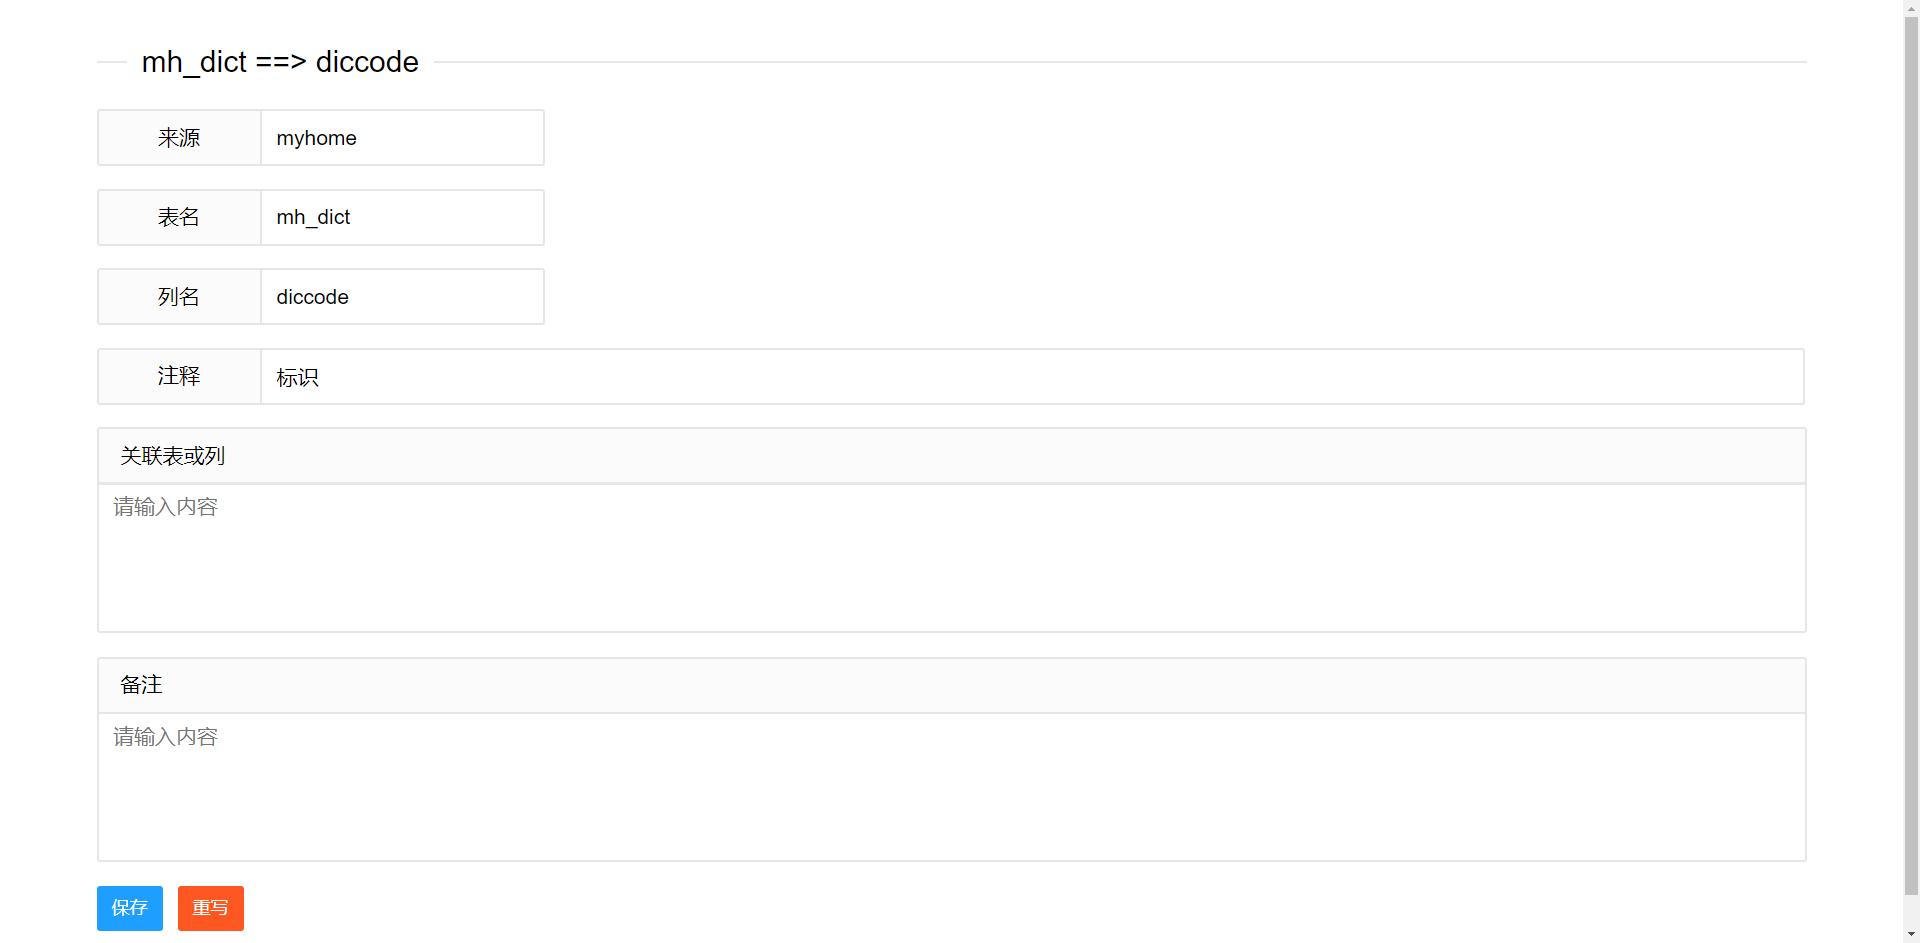 mh_dict ==> diccode
来源 myhome
表名 mh_dict
列名 diccode
注释 标识
关联表或列
请输入内容
备注
请输入内容
保存 重写